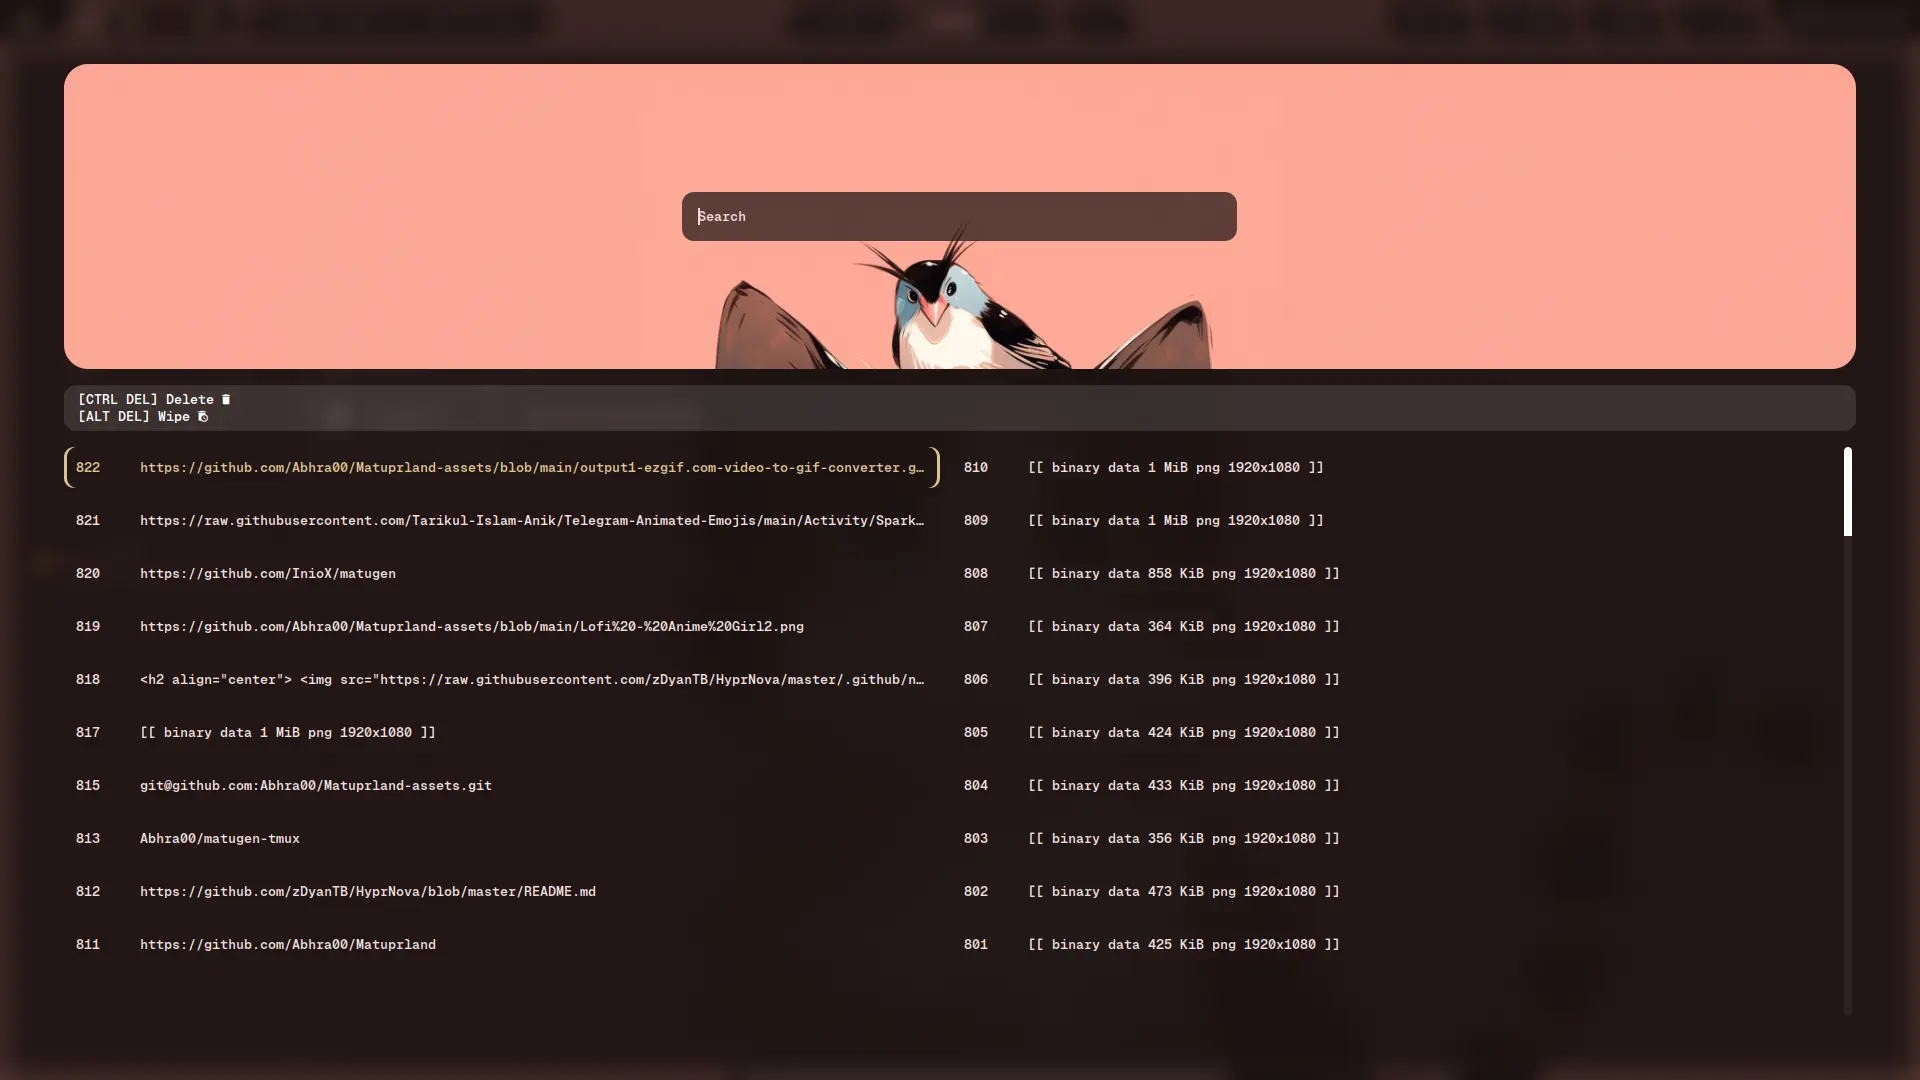 Search
[CTRL DEL] Delete
[ALT DEL] Wipe
822 https://github.com/Abhra00/Matuprland-assets/blob/main/output1-ezgif.com-video-to-gif-converter.g…
821 https://raw.githubusercontent.com/Tarikul-Islam-Anik/Telegram-Animated-Emojis/main/Activity/Spark…
820 https://github.com/InioX/matugen
819 https://github.com/Abhra00/Matuprland-assets/blob/main/Lofi%20-%20Anime%20Girl2.png
818 <h2 align="center"> <img src="https://raw.githubusercontent.com/zDyanTB/HyprNova/master/.github/n…
817 [[ binary data 1 MiB png 1920x1080 ]]
815 git@github.com:Abhra00/Matuprland-assets.git
813 Abhra00/matugen-tmux
812 https://github.com/zDyanTB/HyprNova/blob/master/README.md
811 https://github.com/Abhra00/Matuprland
810 [[ binary data 1 MiB png 1920x1080 ]]
809 [[ binary data 1 MiB png 1920x1080 ]]
808 [[ binary data 858 KiB png 1920x1080 ]]
807 [[ binary data 364 KiB png 1920x1080 ]]
806 [[ binary data 396 KiB png 1920x1080 ]]
805 [[ binary data 424 KiB png 1920x1080 ]]
804 [[ binary data 433 KiB png 1920x1080 ]]
803 [[ binary data 356 KiB png 1920x1080 ]]
802 [[ binary data 473 KiB png 1920x1080 ]]
801 [[ binary data 425 KiB png 1920x1080 ]]